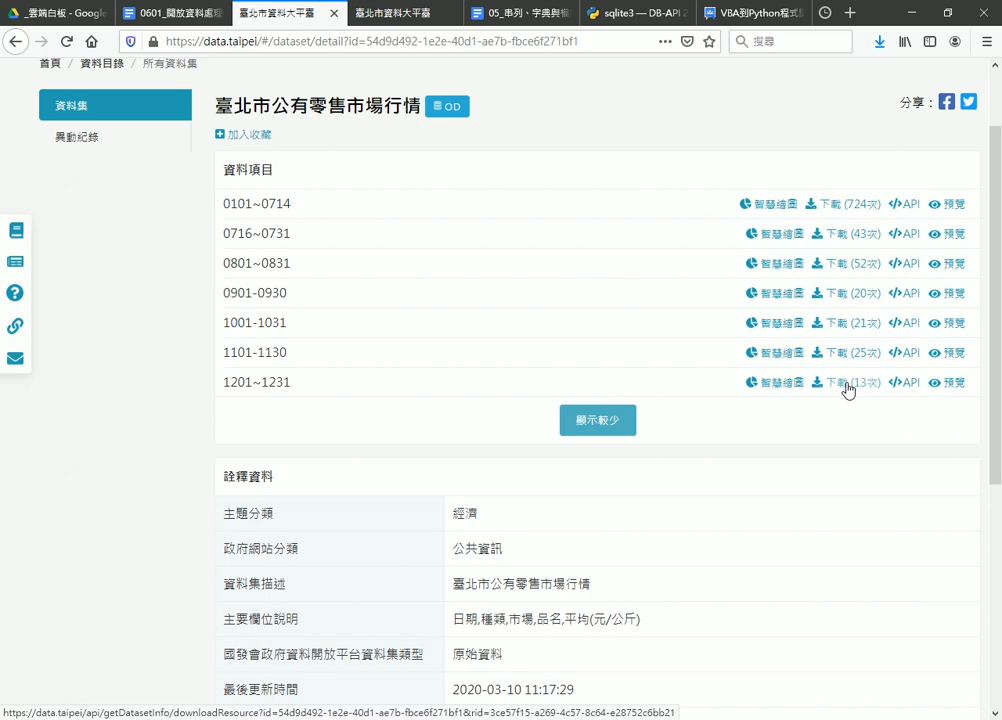 _雲端白板 - Google
0601_開放資料處理
臺北市資料大平臺
臺北市資料大平臺
05_串列、字典與
sqlite3 — DB-API 2
VBA到Python程式
https://data.taipei/#/dataset/detail?id=54d9d492-1e2e-40d1-ae7b-fbce6f271bf1
搜尋
首頁 / 資料目錄 / 所有資料集
資料集
異動紀錄
臺北市公有零售市場行情 OD
分享：
加入收藏
資料項目
0101~0714 智慧繪圖 下載 (724次) </>API 預覽
0716~0731 智慧繪圖 下載 (43次) </>API 預覽
0801~0831 智慧繪圖 下載 (52次) </>API 預覽
0901-0930 智慧繪圖 下載 (20次) </>API 預覽
1001-1031 智慧繪圖 下載 (21次) </>API 預覽
1101-1130 智慧繪圖 下載 (25次) </>API 預覽
1201~1231 智慧繪圖 下載 (13次) </>API 預覽
顯示較少
詮釋資料
主題分類 經濟
政府網站分類 公共資訊
資料集描述 臺北市公有零售市場行情
主要欄位說明 日期,種類,市場,品名,平均(元/公斤)
國發會政府資料開放平台資料集類型 原始資料
最後更新時間 2020-03-10 11:17:29
https://data.taipei/api/getDatasetInfo/downloadResource?id=54d9d492-1e2e-40d1-ae7b-fbce6f271bf1&rid=3ce57f15-a269-4c57-8c64-e28752c6bb21